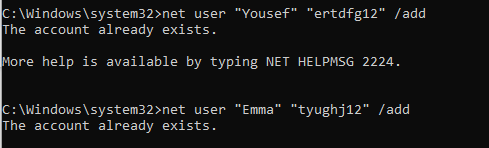 C:\Windows\system32>net user "Yousef" "ertdfg12" /add
The account already exists.
More help is available by typing NET HELPMSG 2224.
C:\Windows\system32>net user "Emma" "tyughj12" /add
The account already exists.